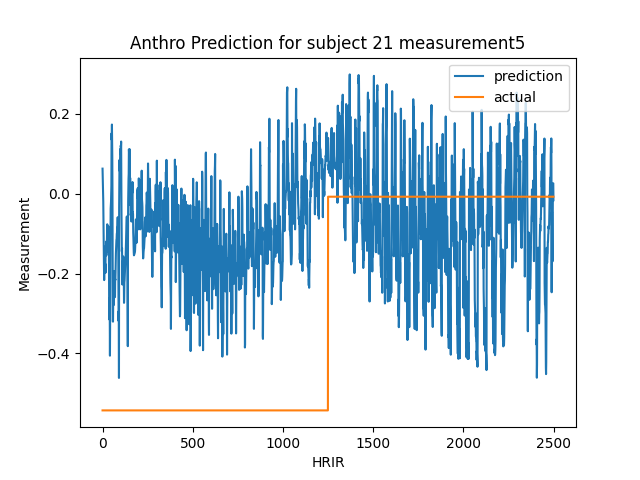 Anthro Prediction for subject 21 measurement5
prediction
actual
Measurement
0.2
0.0
−0.2
−0.4
0
500
1000
1500
2000
2500
HRIR